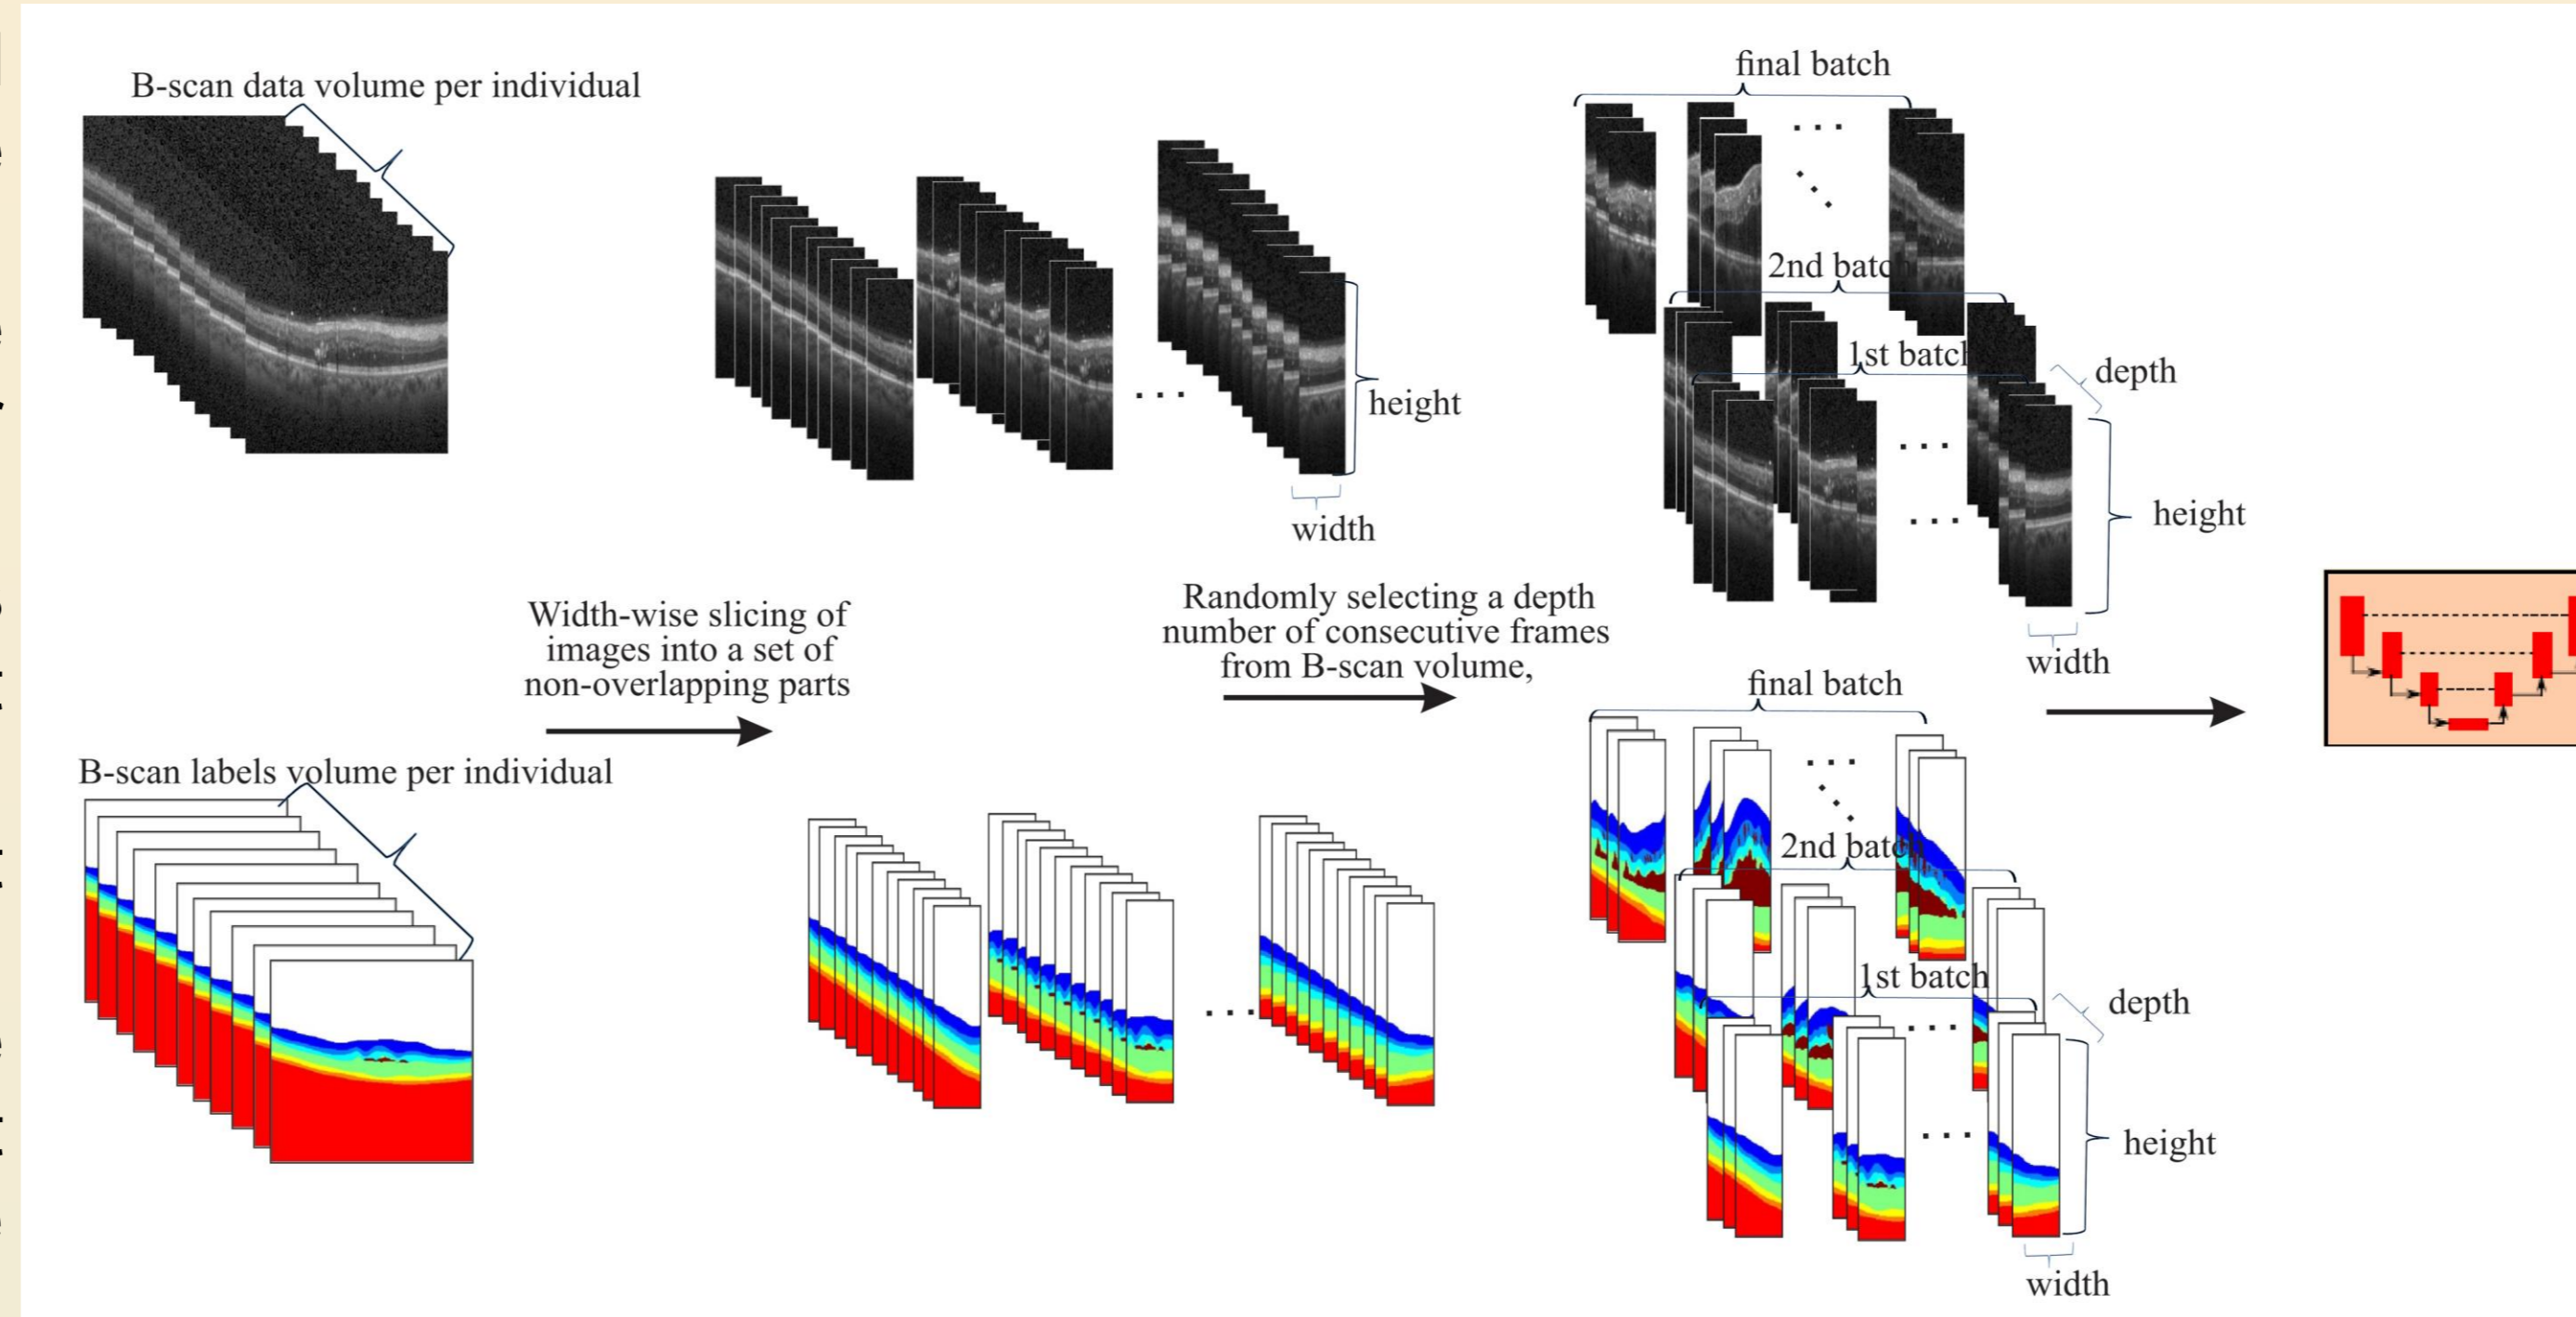 B-scan data volume per individual
height
width
final batch
2nd batch
1st batch
depth
height
width
Width-wise slicing of
images into a set of
non-overlapping parts
Randomly selecting a depth
number of consecutive frames
from B-scan volume,
B-scan labels volume per individual
final batch
2nd batch
1st batch
depth
height
width